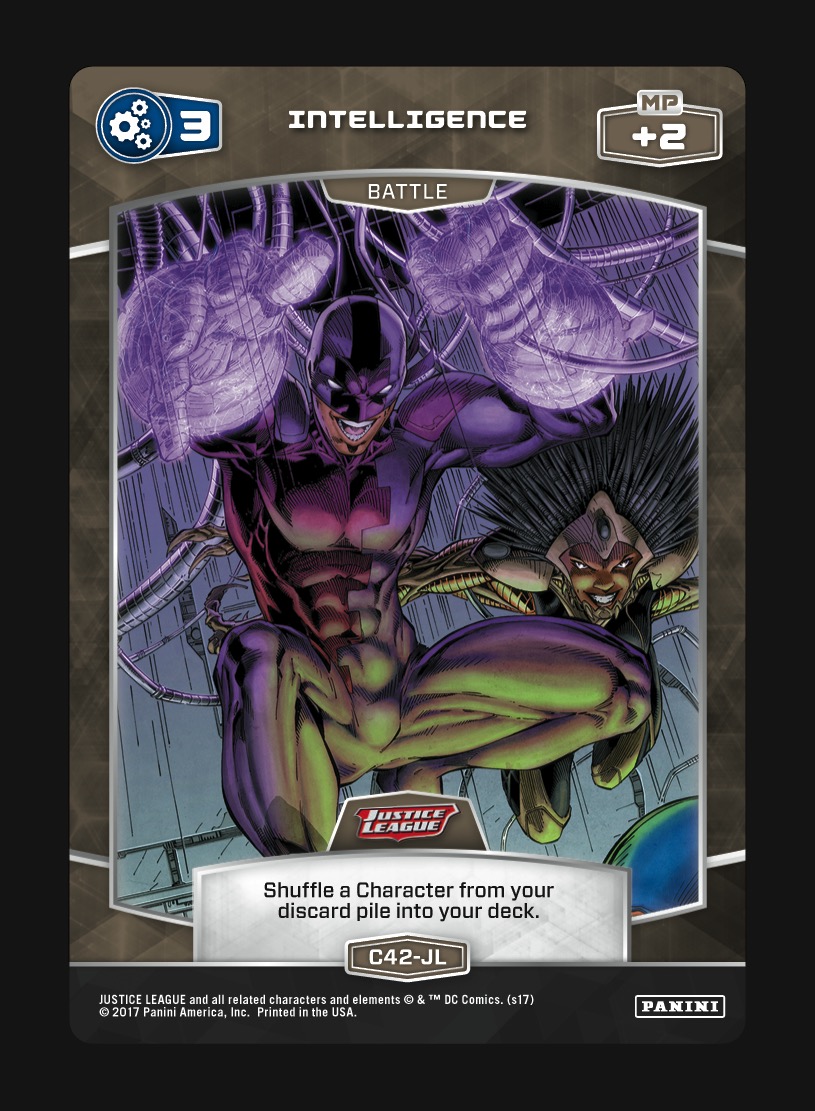 3
INTELLIGENCE
MP
+2
BATTLE
JUSTICE
LEAGUE
Shuffle a Character from your
discard pile into your deck.
C42-JL
JUSTICE LEAGUE and all related characters and elements © & ™ DC Comics. (s17)
© 2017 Panini America, Inc. Printed in the USA.
PANINI